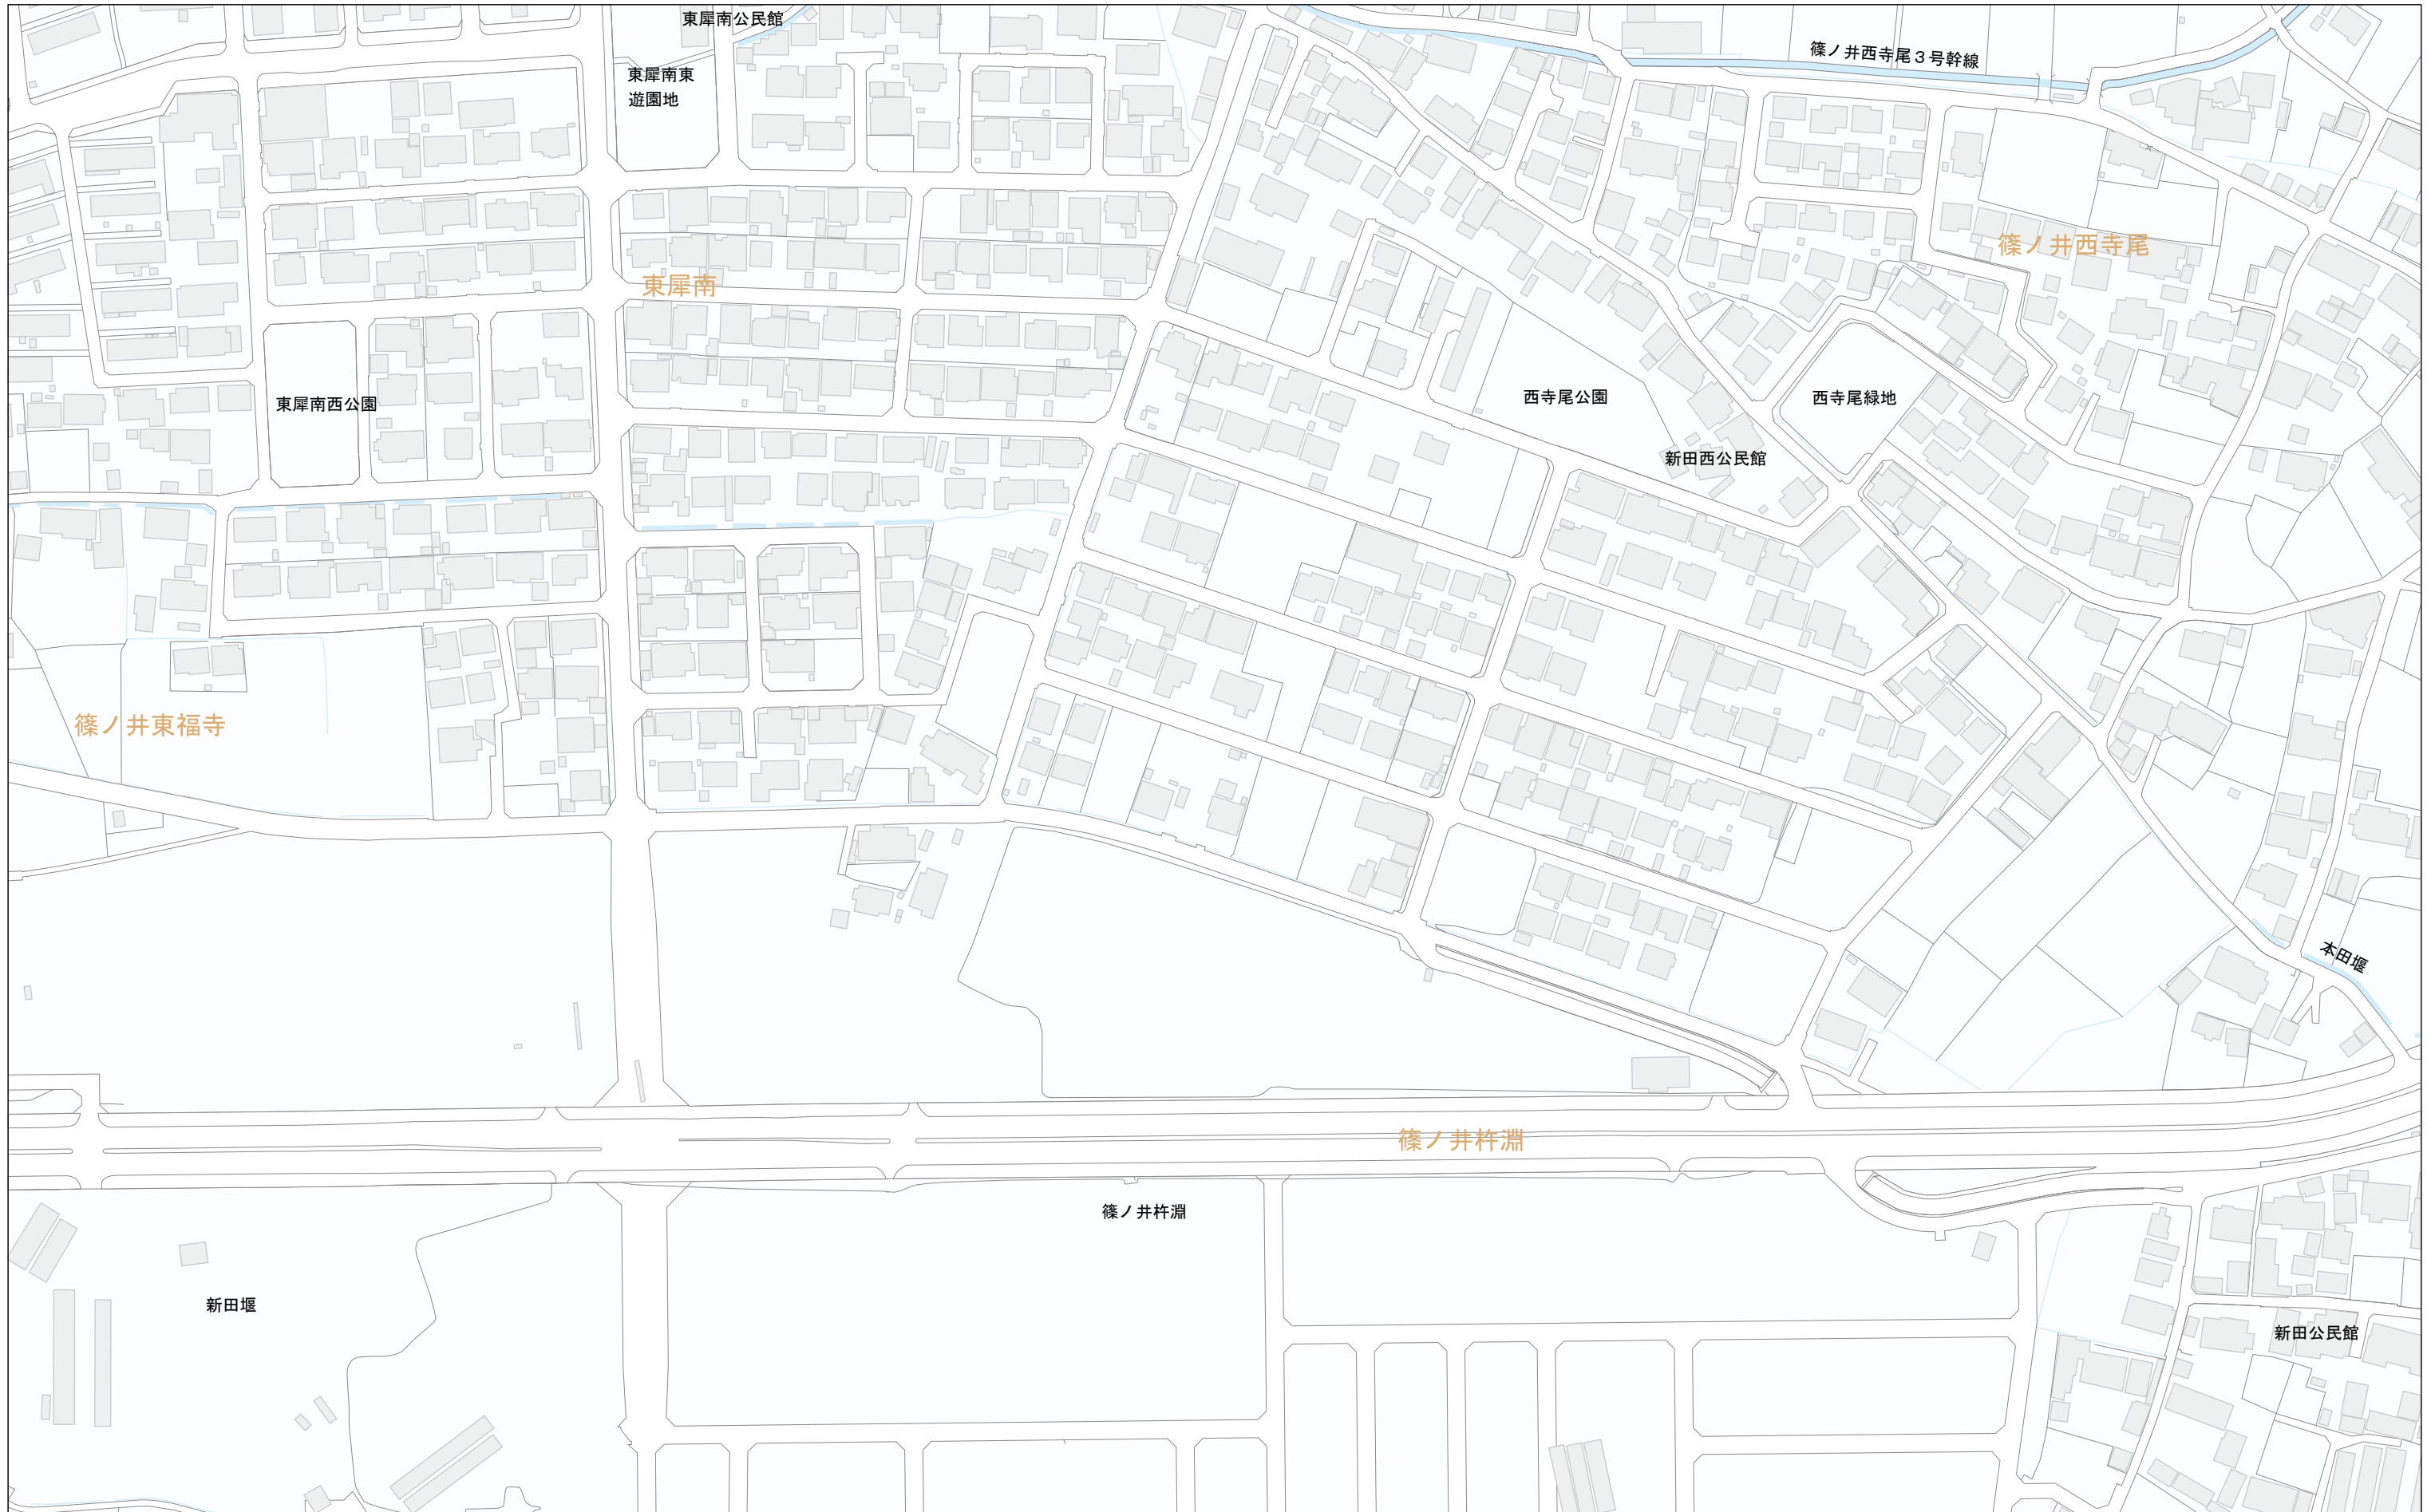 東犀南公民館
篠ノ井西寺尾３号幹線
東犀南東
遊園地
篠ノ井西寺尾
東犀南
東犀南西公園
西寺尾公園
西寺尾緑地
新田西公民館
篠ノ井東福寺
本田堰
篠ノ井杵淵
篠ノ井杵淵
新田堰
新田公民館